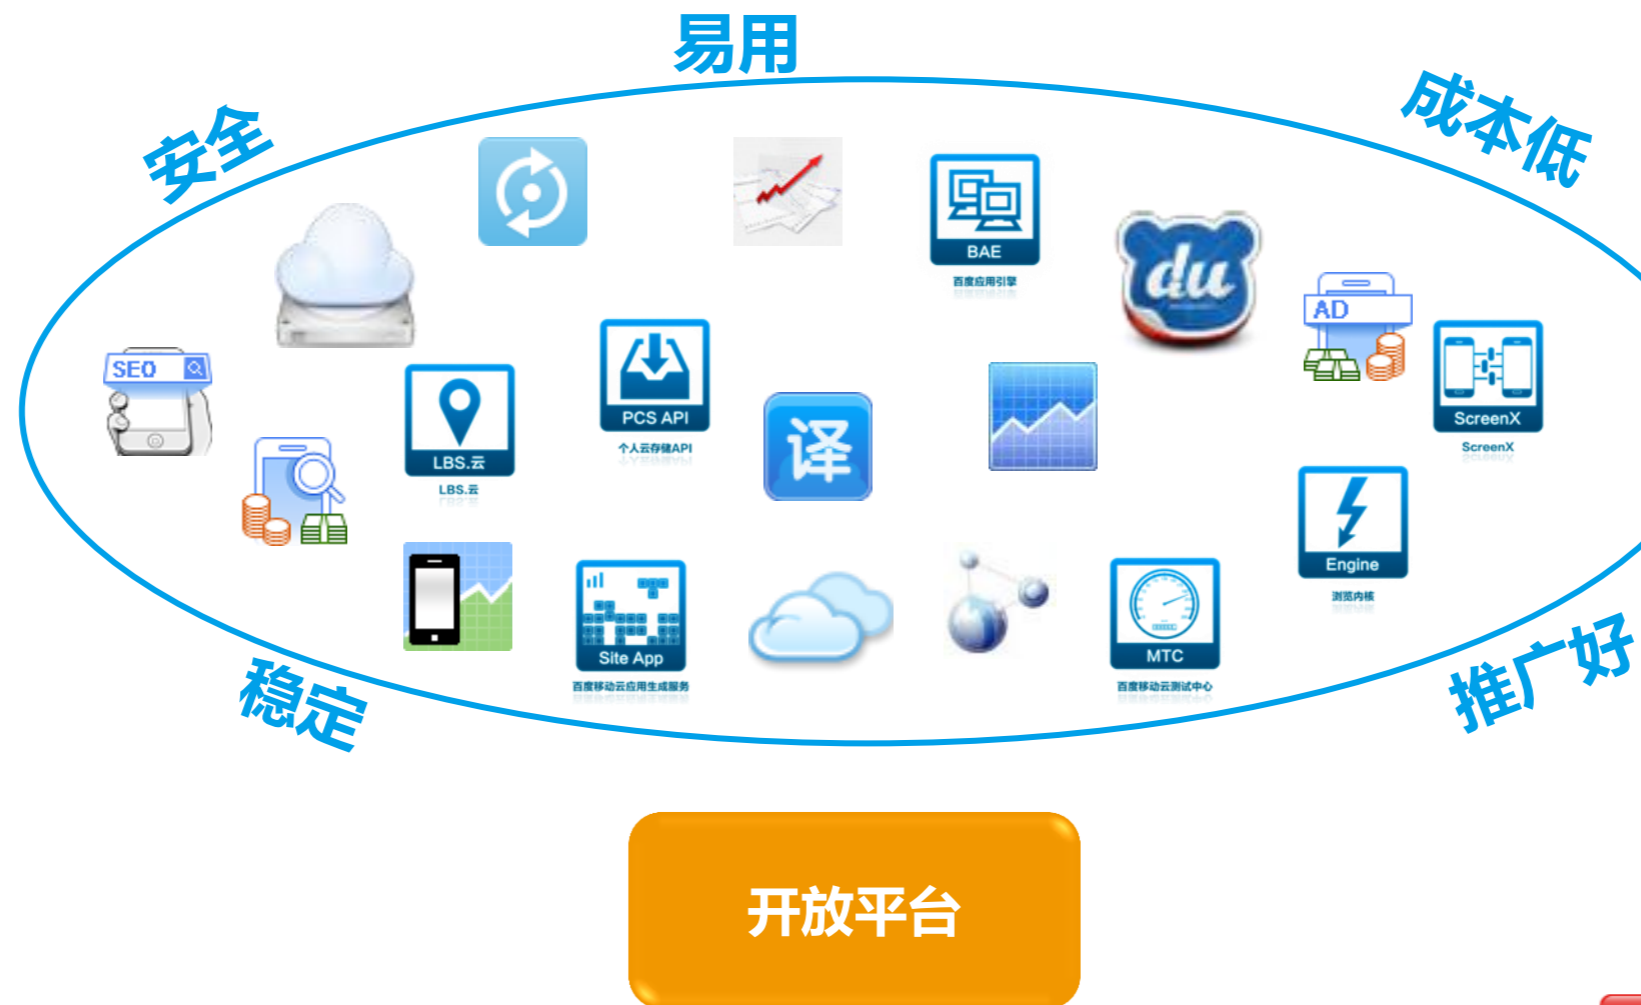 易用
安全
成本低
BAE
百度应用引擎
du
AD
SEO
PCS API
个人云存储API
ScreenX
ScreenX
LBS.云
LBS.云
译
Engine
浏览内核
Site App
百度移动云应用生成服务
MTC
百度移动云测试中心
稳定
推广好
开放平台